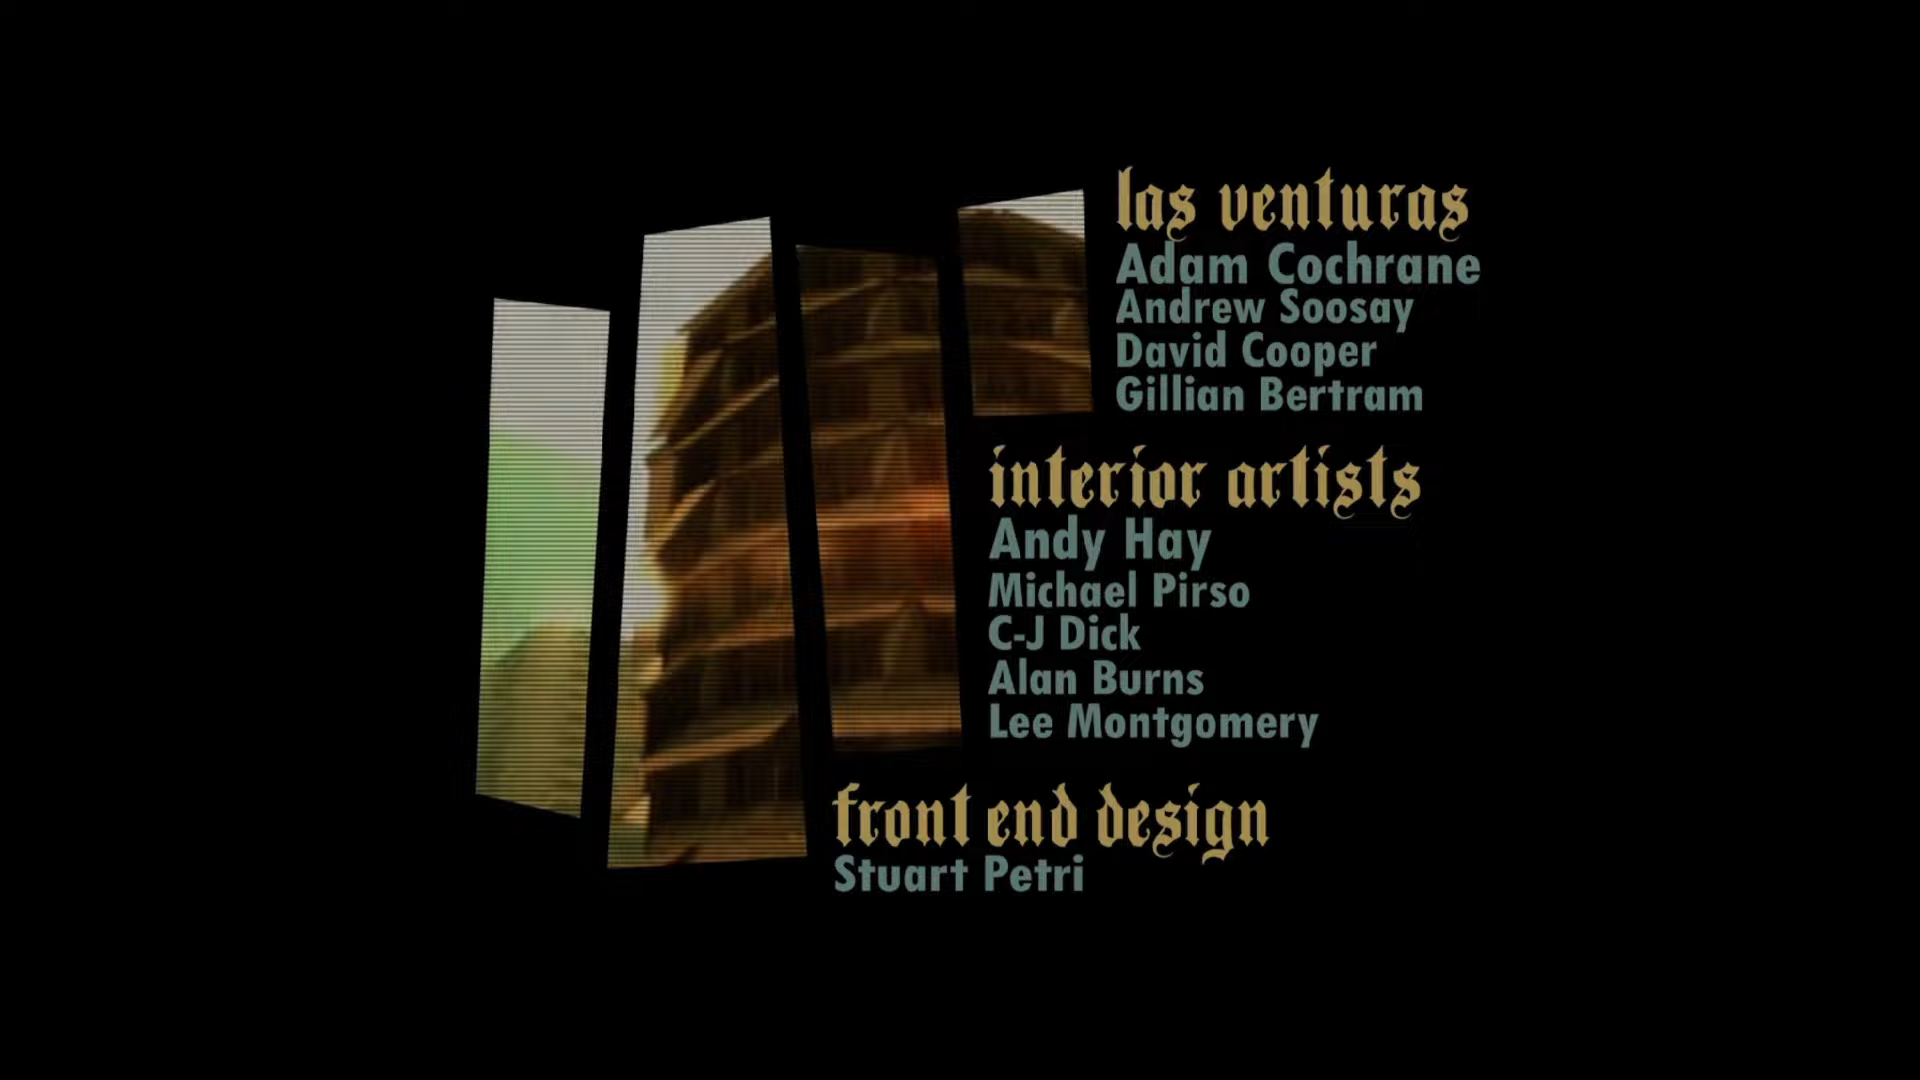 las venturas
Adam Cochrane
Andrew Soosay
David Cooper
Gillian Bertram
interior artists
Andy Hay
Michael Pirso
C-J Dick
Alan Burns
Lee Montgomery
front end design
Stuart Petri